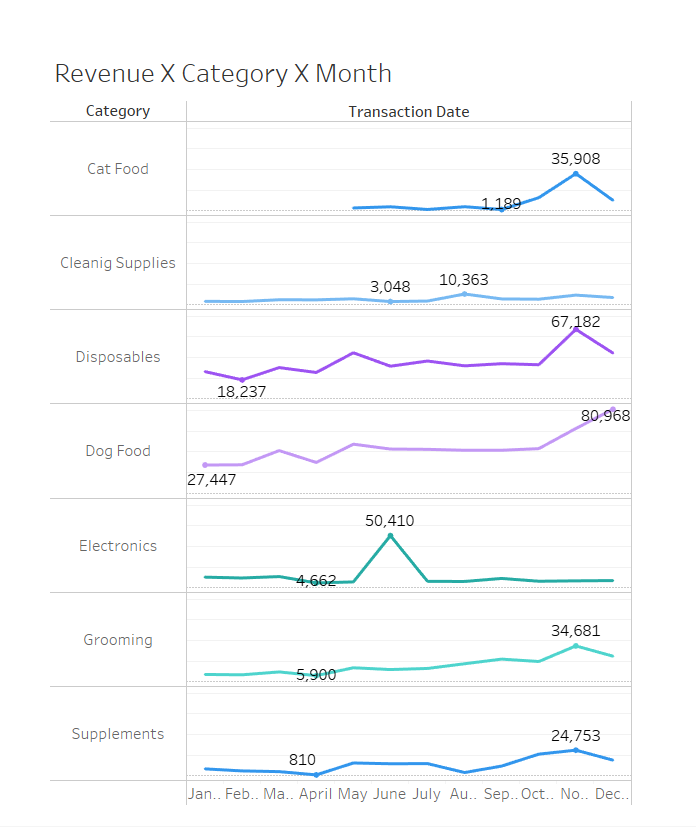 Revenue X Category X Month
Category Transaction Date
35,908
Cat Food
1,189
Cleanig Supplies
3,048 10,363
67,182
Disposables
18,237
80,968
Dog Food
27,447
50,410
Electronics
4,662
34,681
Grooming
5,900
24,753
Supplements
810
Jan.. Feb.. Ma.. April May June July Au.. Sep.. Oct.. No.. Dec..